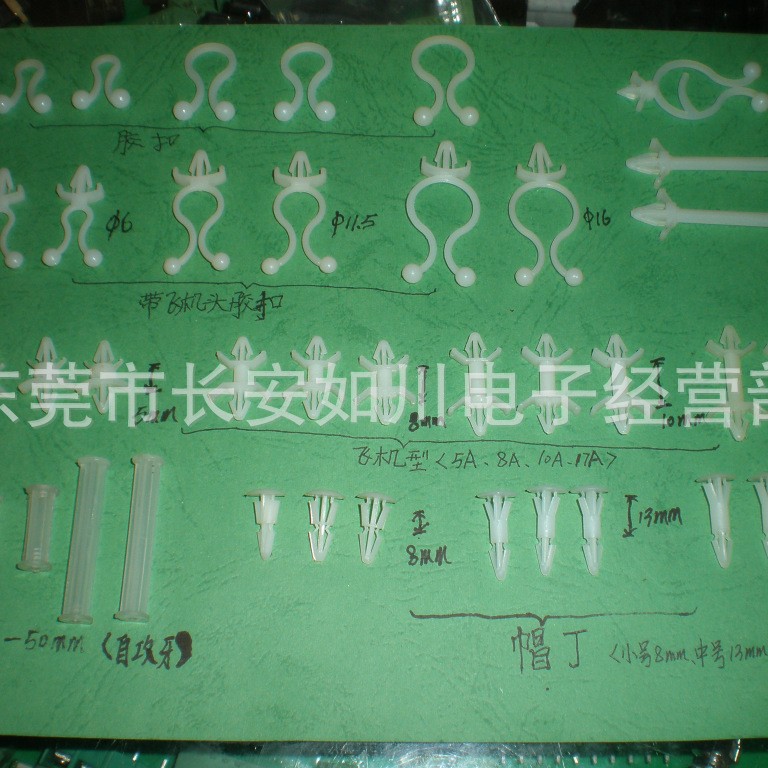 胶扣
φ6
φ11.5
φ16
带飞机头胶扣
东莞市长安如川电子经营部
5mm
8mm
10mm
飞机型〈5A、8A、10A、17A〉
8mm
13mm
-50mm〈自攻牙〉
帽丁〈小号8mm、中号13mm